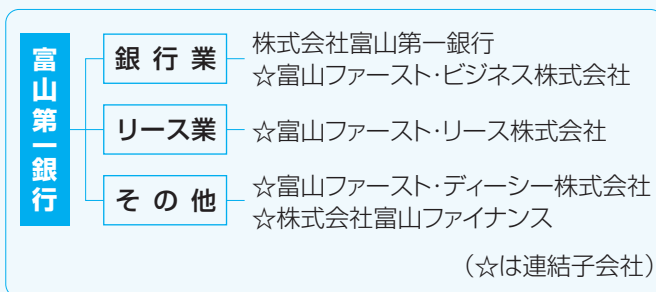 富山第一銀行
銀行業
株式会社富山第一銀行
☆富山ファースト・ビジネス株式会社
リース業
☆富山ファースト・リース株式会社
その他
☆富山ファースト・ディーシー株式会社
☆株式会社富山ファイナンス
(☆は連結子会社)